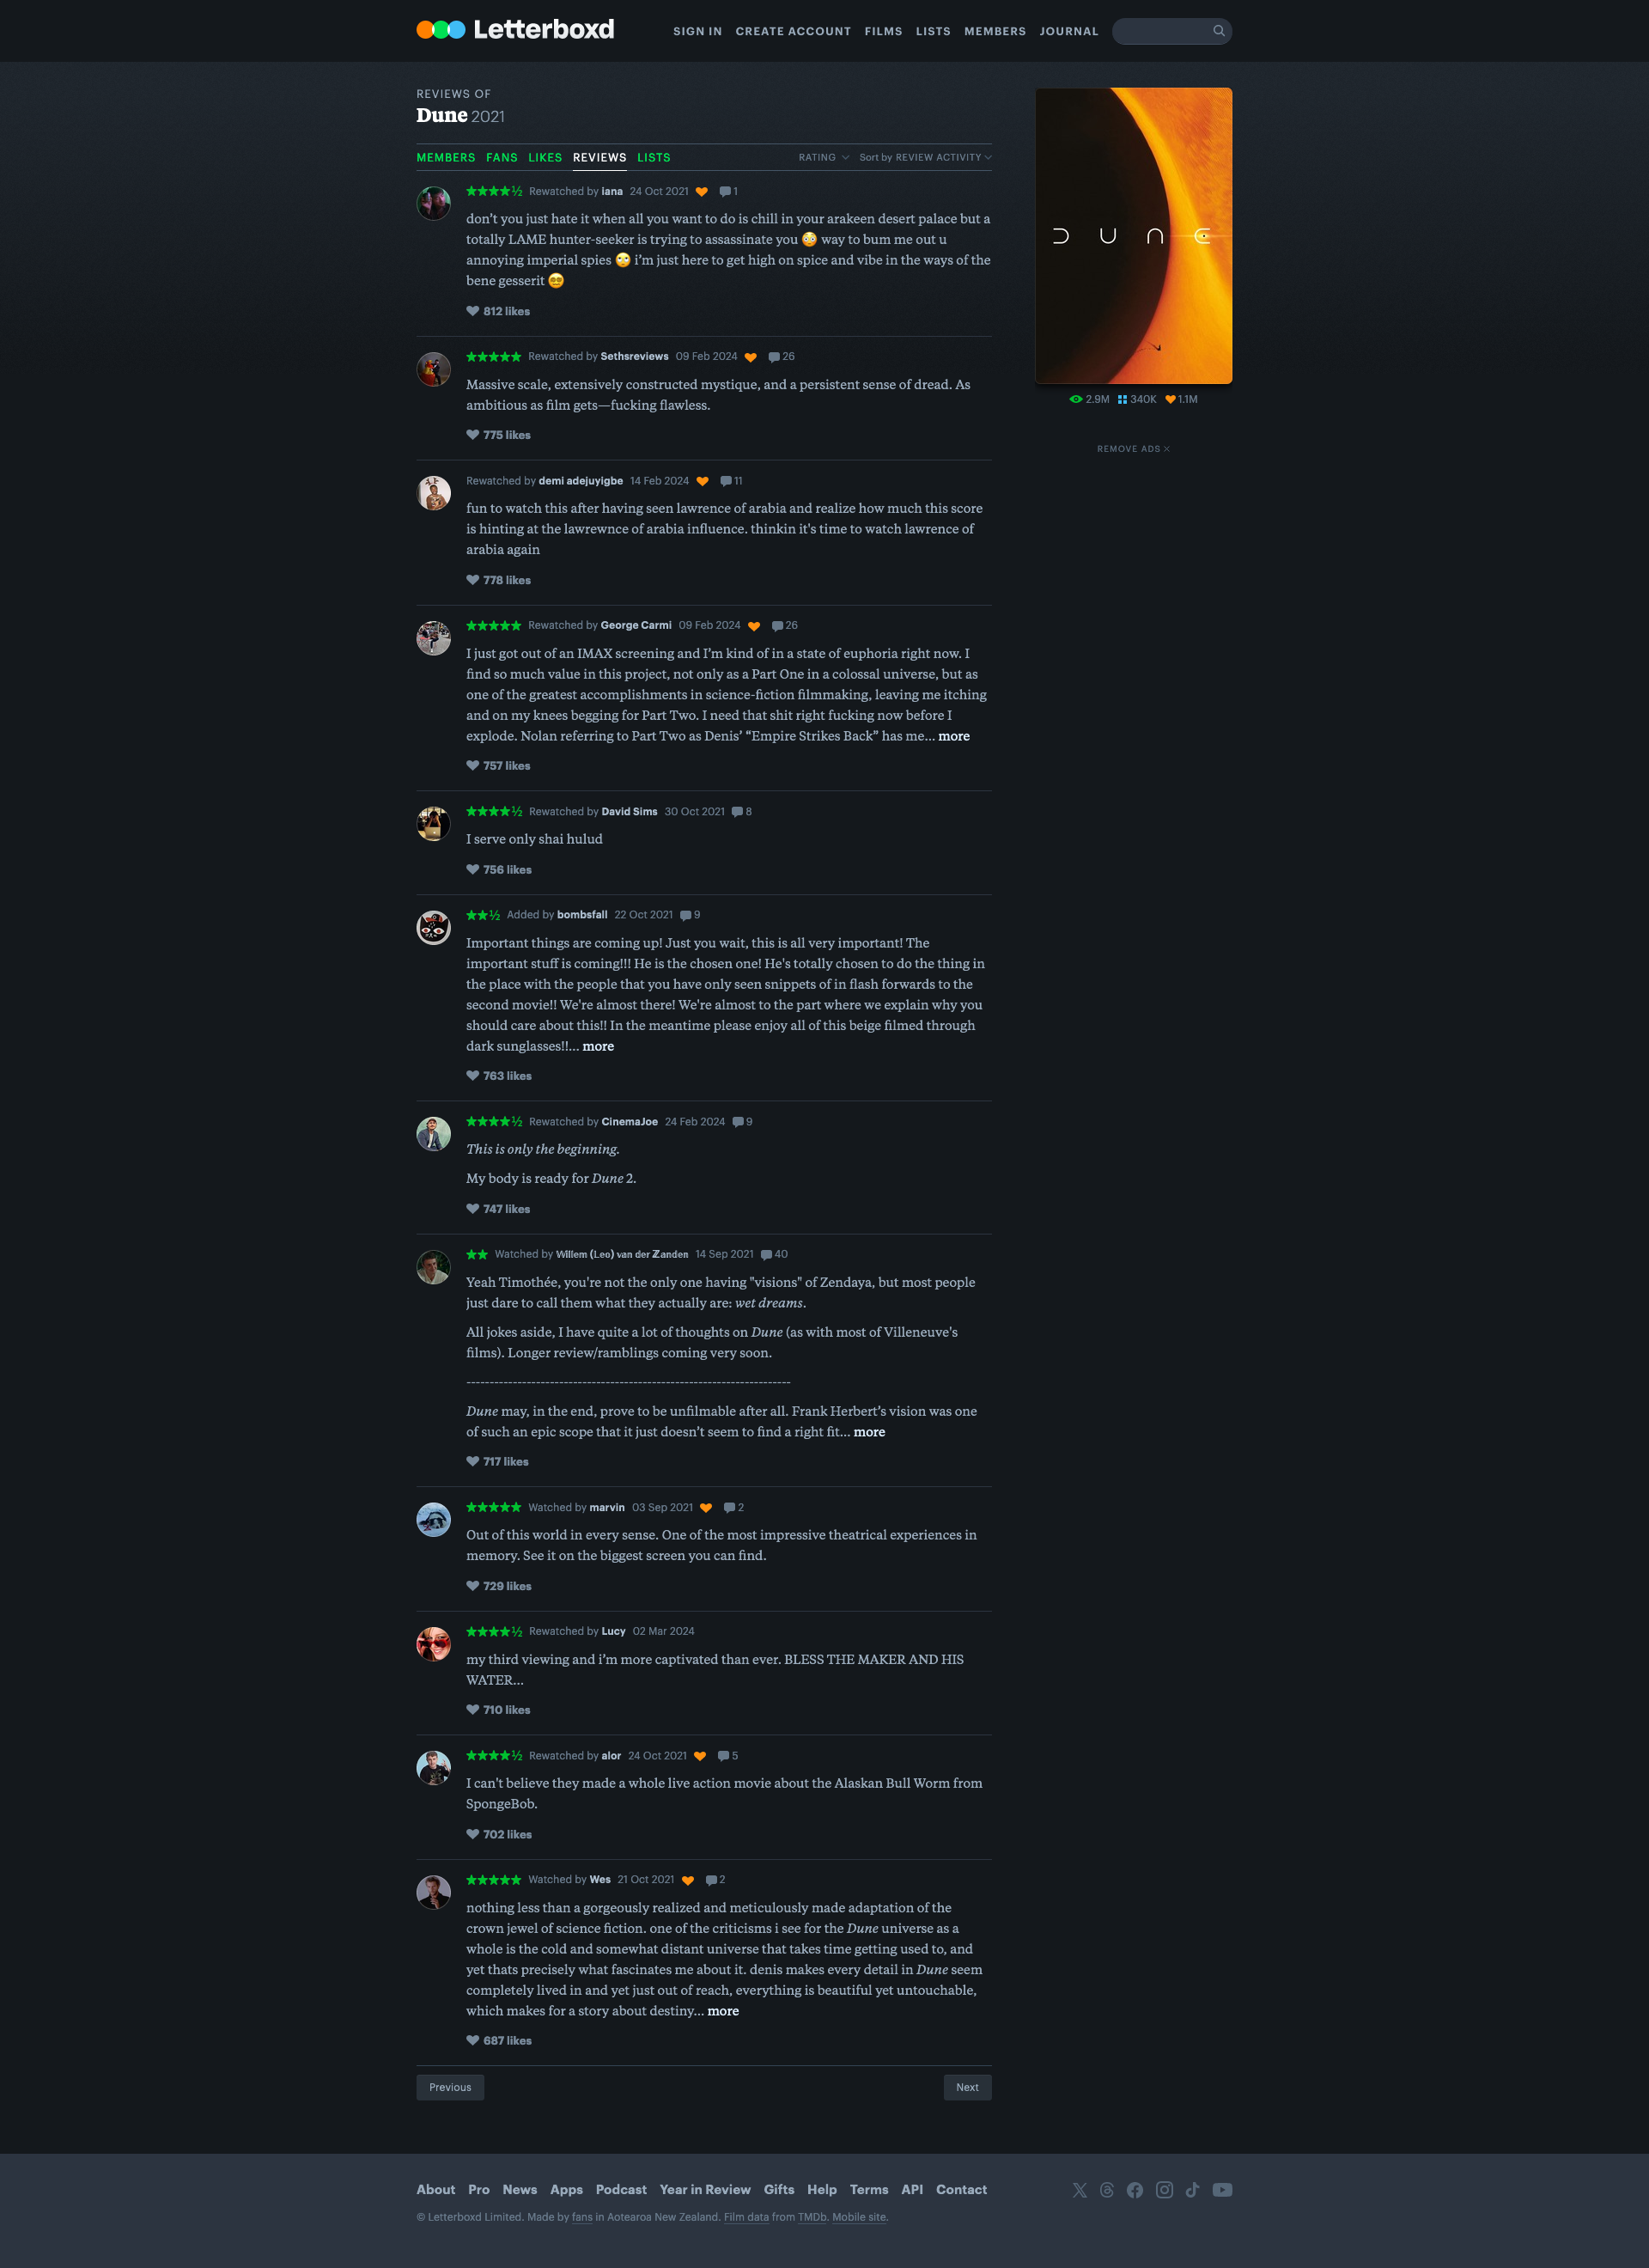 Letterboxd
SIGN IN CREATE ACCOUNT FILMS LISTS MEMBERS JOURNAL
REVIEWS OF
Dune 2021
MEMBERS FANS LIKES REVIEWS LISTS RATING Sort by REVIEW ACTIVITY
★★★★½ Rewatched by iana 24 Oct 2021 1
don’t you just hate it when all you want to do is chill in your arakeen desert palace but a
totally LAME hunter-seeker is trying to assassinate you 😳 way to bum me out u
annoying imperial spies 🙄 i’m just here to get high on spice and vibe in the ways of the
bene gesserit 😵‍💫
812 likes
★★★★★ Rewatched by Sethsreviews 09 Feb 2024 26
Massive scale, extensively constructed mystique, and a persistent sense of dread. As
ambitious as film gets—fucking flawless.
775 likes
Rewatched by demi adejuyigbe 14 Feb 2024 11
fun to watch this after having seen lawrence of arabia and realize how much this score
is hinting at the lawrewnce of arabia influence. thinkin it's time to watch lawrence of
arabia again
778 likes
★★★★★ Rewatched by George Carmi 09 Feb 2024 26
I just got out of an IMAX screening and I’m kind of in a state of euphoria right now. I
find so much value in this project, not only as a Part One in a colossal universe, but as
one of the greatest accomplishments in science-fiction filmmaking, leaving me itching
and on my knees begging for Part Two. I need that shit right fucking now before I
explode. Nolan referring to Part Two as Denis’ “Empire Strikes Back” has me… more
757 likes
★★★★½ Rewatched by David Sims 30 Oct 2021 8
I serve only shai hulud
756 likes
★★½ Added by bombsfall 22 Oct 2021 9
Important things are coming up! Just you wait, this is all very important! The
important stuff is coming!!! He is the chosen one! He's totally chosen to do the thing in
the place with the people that you have only seen snippets of in flash forwards to the
second movie!! We're almost there! We're almost to the part where we explain why you
should care about this!! In the meantime please enjoy all of this beige filmed through
dark sunglasses!!… more
763 likes
★★★★½ Rewatched by CinemaJoe 24 Feb 2024 9
This is only the beginning.
My body is ready for Dune 2.
747 likes
★★ Watched by 𝕎illem (Leo) van der ℤanden 14 Sep 2021 40
Yeah Timothée, you're not the only one having "visions" of Zendaya, but most people
just dare to call them what they actually are: wet dreams.
All jokes aside, I have quite a lot of thoughts on Dune (as with most of Villeneuve's
films). Longer review/ramblings coming very soon.
----------------------------------------------------------------------
Dune may, in the end, prove to be unfilmable after all. Frank Herbert’s vision was one
of such an epic scope that it just doesn’t seem to find a right fit… more
717 likes
★★★★★ Watched by marvin 03 Sep 2021 2
Out of this world in every sense. One of the most impressive theatrical experiences in
memory. See it on the biggest screen you can find.
729 likes
★★★★½ Rewatched by Lucy 02 Mar 2024
my third viewing and i’m more captivated than ever. BLESS THE MAKER AND HIS
WATER…
710 likes
★★★★½ Rewatched by alor 24 Oct 2021 5
I can't believe they made a whole live action movie about the Alaskan Bull Worm from
SpongeBob.
702 likes
★★★★★ Watched by Wes 21 Oct 2021 2
nothing less than a gorgeously realized and meticulously made adaptation of the
crown jewel of science fiction. one of the criticisms i see for the Dune universe as a
whole is the cold and somewhat distant universe that takes time getting used to, and
yet thats precisely what fascinates me about it. denis makes every detail in Dune seem
completely lived in and yet just out of reach, everything is beautiful yet untouchable,
which makes for a story about destiny… more
687 likes
Previous Next
DUNE
2.9M 340K 1.1M
REMOVE ADS
About Pro News Apps Podcast Year in Review Gifts Help Terms API Contact
© Letterboxd Limited. Made by fans in Aotearoa New Zealand. Film data from TMDb. Mobile site.